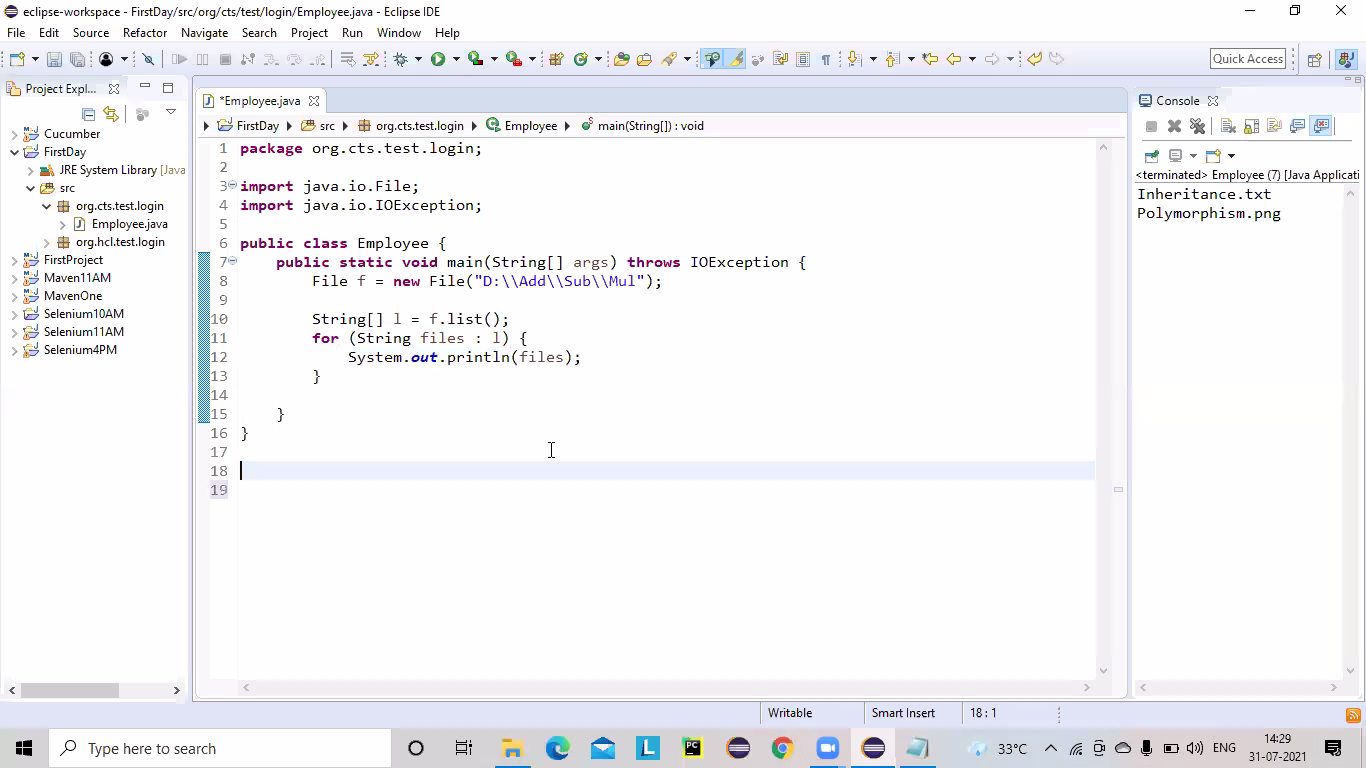 eclipse-workspace - FirstDay/src/org/cts/test/login/Employee.java - Eclipse IDE
File Edit Source Refactor Navigate Search Project Run Window Help
Quick Access
Project Expl...
Cucumber
FirstDay
JRE System Library [Java
src
org.cts.test.login
Employee.java
org.hcl.test.login
FirstProject
Maven11AM
MavenOne
Selenium10AM
Selenium11AM
Selenium4PM
*Employee.java
FirstDay src org.cts.test.login Employee main(String[]) : void
1 package org.cts.test.login;
2
3 import java.io.File;
4 import java.io.IOException;
5
6 public class Employee {
7 public static void main(String[] args) throws IOException {
8 File f = new File("D:\\Add\\Sub\\Mul");
9
10 String[] l = f.list();
11 for (String files : l) {
12 System.out.println(files);
13 }
14
15 }
16 }
17
18
19
Console
<terminated> Employee (7) [Java Applicati
Inheritance.txt
Polymorphism.png
Writable Smart Insert 18 : 1
Type here to search
L
PC
33°C
ENG
14:29
31-07-2021